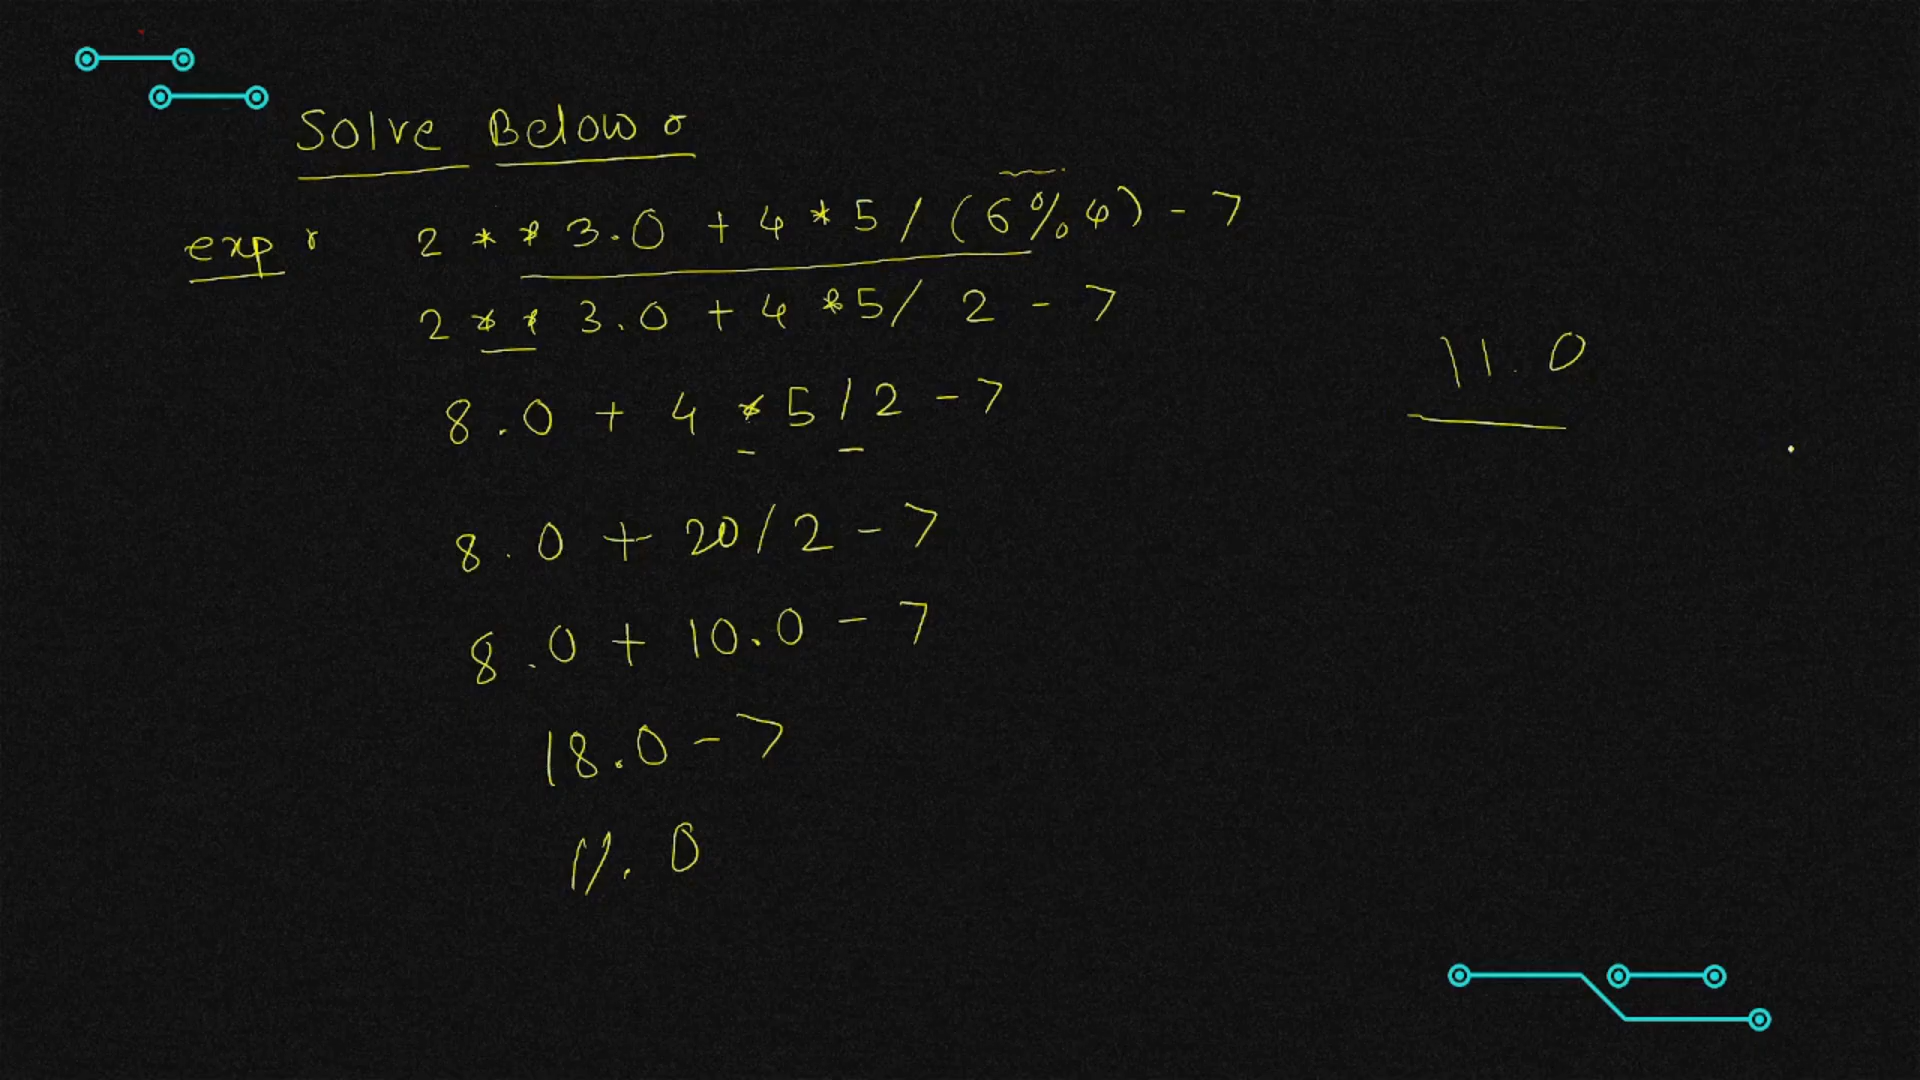 Solve Below :
exp : 2 * * 3.0 + 4 * 5 / (6 % 4) - 7
2 * * 3.0 + 4 * 5 / 2 - 7
8.0 + 4 * 5 / 2 - 7
8.0 + 20 / 2 - 7
8.0 + 10.0 - 7
18.0 - 7
11.0
11.0